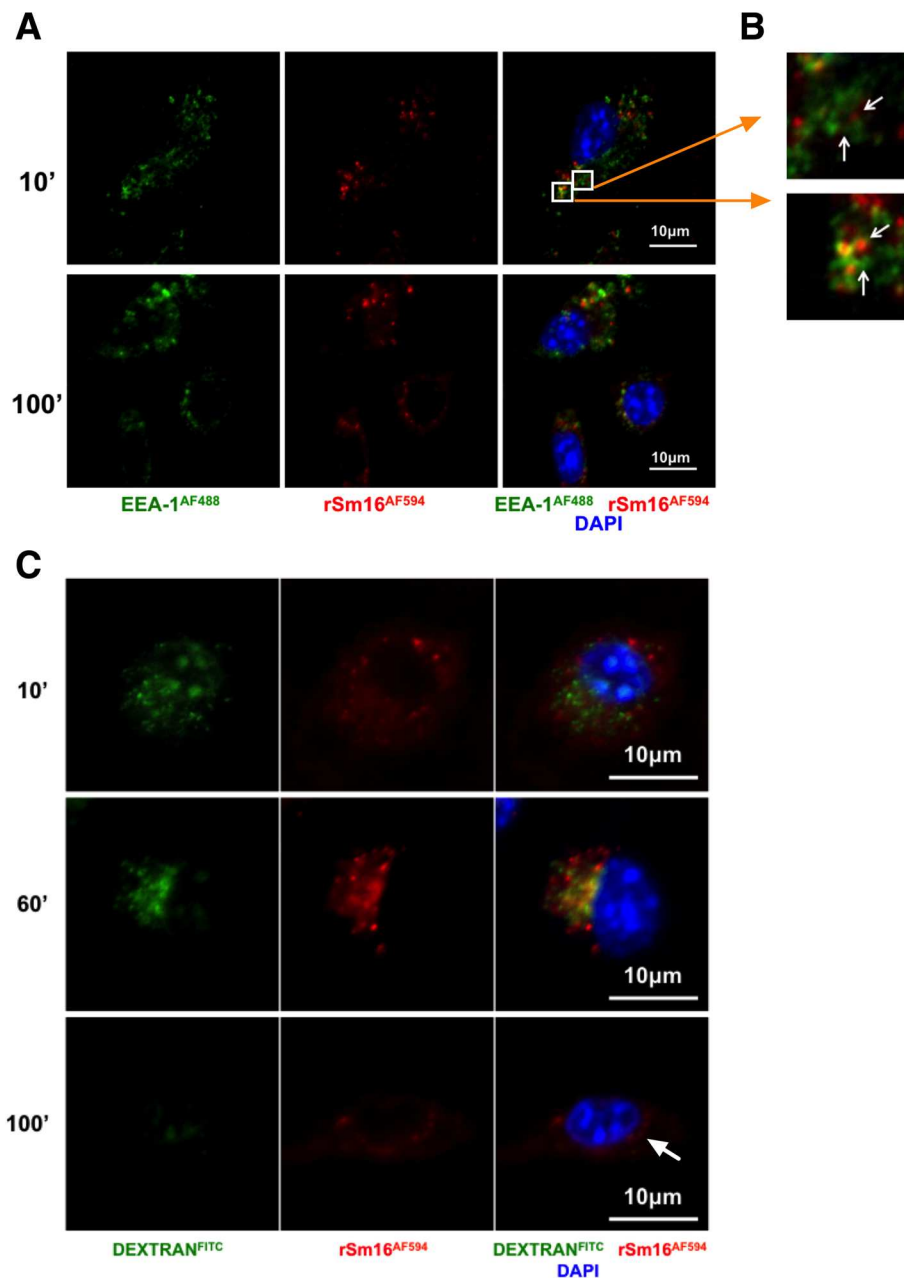 A
B
10’
10µm
100’
10µm
EEA-1AF488
rSm16AF594
EEA-1AF488 rSm16AF594
DAPI
C
10’
10µm
60’
10µm
100’
10µm
DEXTRANFITC
rSm16AF594
DEXTRANFITC rSm16AF594
DAPI